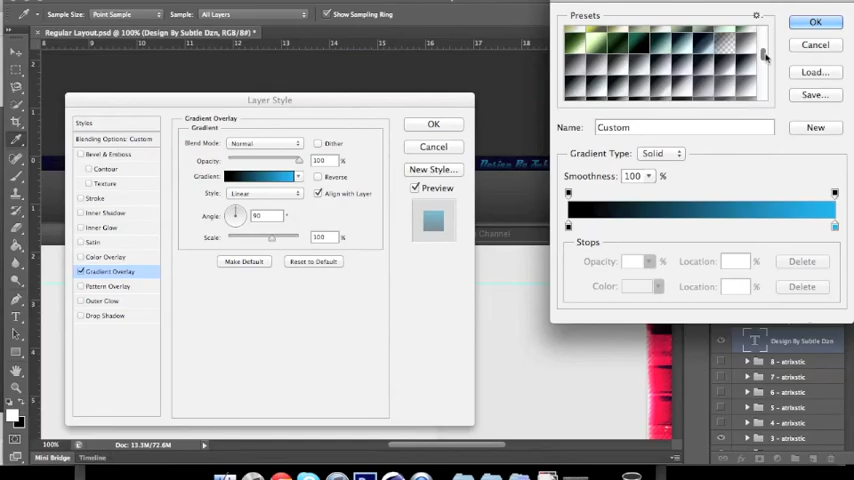 Sample Size: Point Sample Sample: All Layers Show Sampling Ring
Regular Layout.psd @ 100% (Design By Subtle Dzn, RGB/8#) *
8 9 10 11 12 13
Layer Style
Styles
Blending Options: Custom
Bevel & Emboss
Contour
Texture
Stroke
Inner Shadow
Inner Glow
Satin
Color Overlay
Gradient Overlay
Pattern Overlay
Outer Glow
Drop Shadow
Gradient Overlay
Gradient
Blend Mode: Normal Dither
Opacity: 100 %
Gradient: Reverse
Style: Linear Align with Layer
Angle: 90 °
Scale: 100 %
Make Default Reset to Default
OK
Cancel
New Style...
Preview
Channel
Presets
OK
Cancel
Load...
Save...
Name: Custom New
Gradient Type: Solid
Smoothness: 100 %
Stops
Opacity: % Location: % Delete
Color: Location: % Delete
Design By Subtle Dzn
8 - atrixstic
7 - atrixstic
6 - atrixstic
5 - atrixstic
4 - atrixstic
3 - atrixstic
100% Doc: 13.3M/72.6M
Mini Bridge Timeline